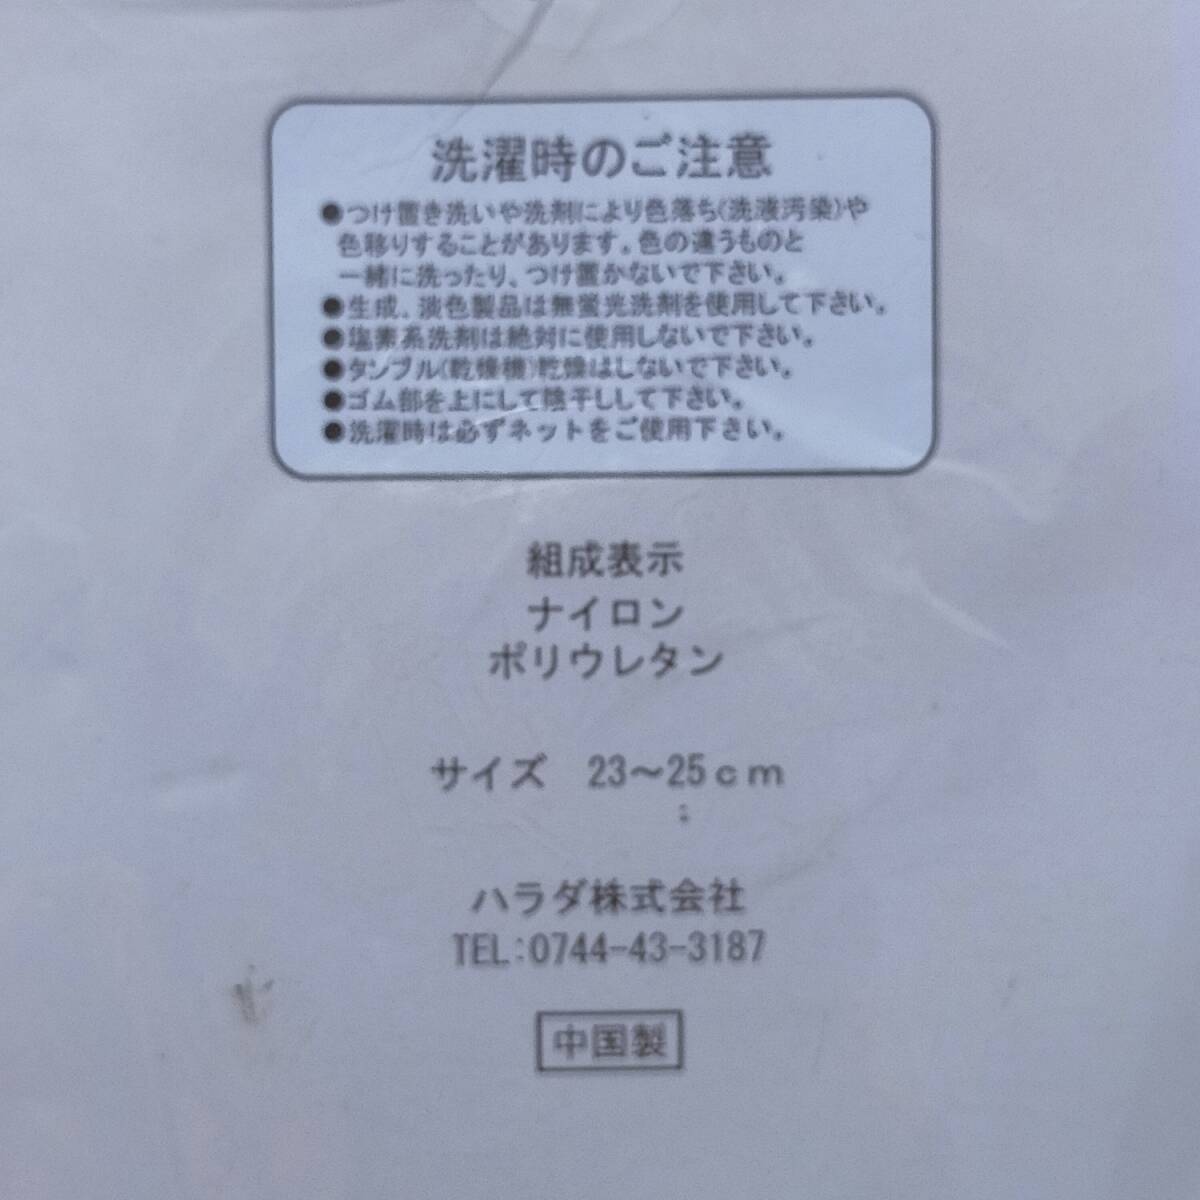 洗濯時のご注意
●つけ置き洗いや洗剤により色落ち(洗液汚染)や
色移りすることがあります。色の違うものと
一緒に洗ったり、つけ置かないで下さい。
●生成、淡色製品は無蛍光洗剤を使用して下さい。
●塩素系洗剤は絶対に使用しないで下さい。
●タンブル(乾燥機)乾燥はしないで下さい。
●ゴム部を上にして陰干しして下さい。
●洗濯時は必ずネットをご使用下さい。
組成表示
ナイロン
ポリウレタン
サイズ 23～25cm
ハラダ株式会社
TEL:0744-43-3187
中国製